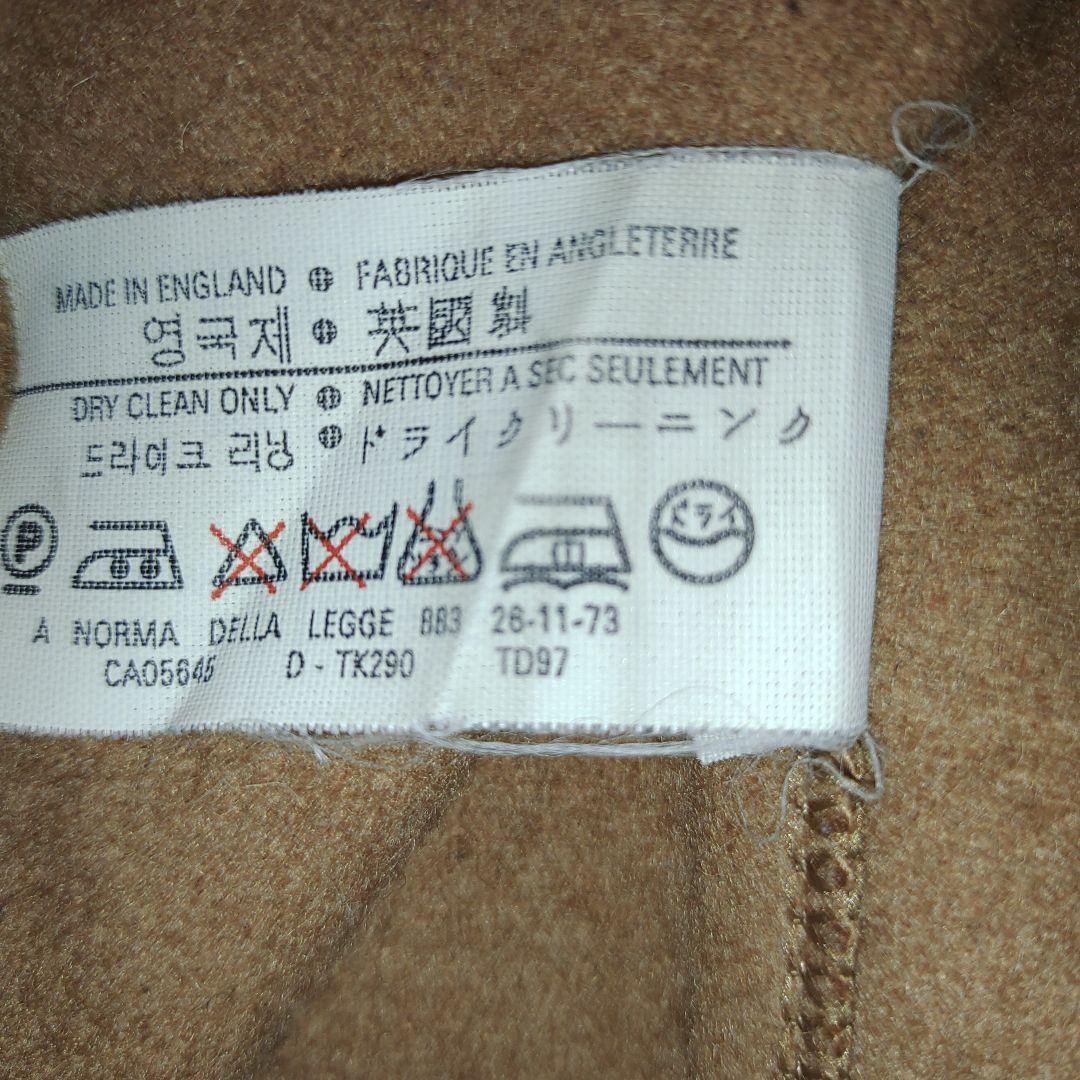 MADE IN ENGLAND FABRIQUE EN ANGLETERRE
영국제 英國製
DRY CLEAN ONLY NETTOYER A SEC SEULEMENT
드라이크 리닝 ドライクリーニンク
P 中 ドライ
A NORMA DELLA LEGGE 883 26-11-73
CA05645 D - TK290 TD97